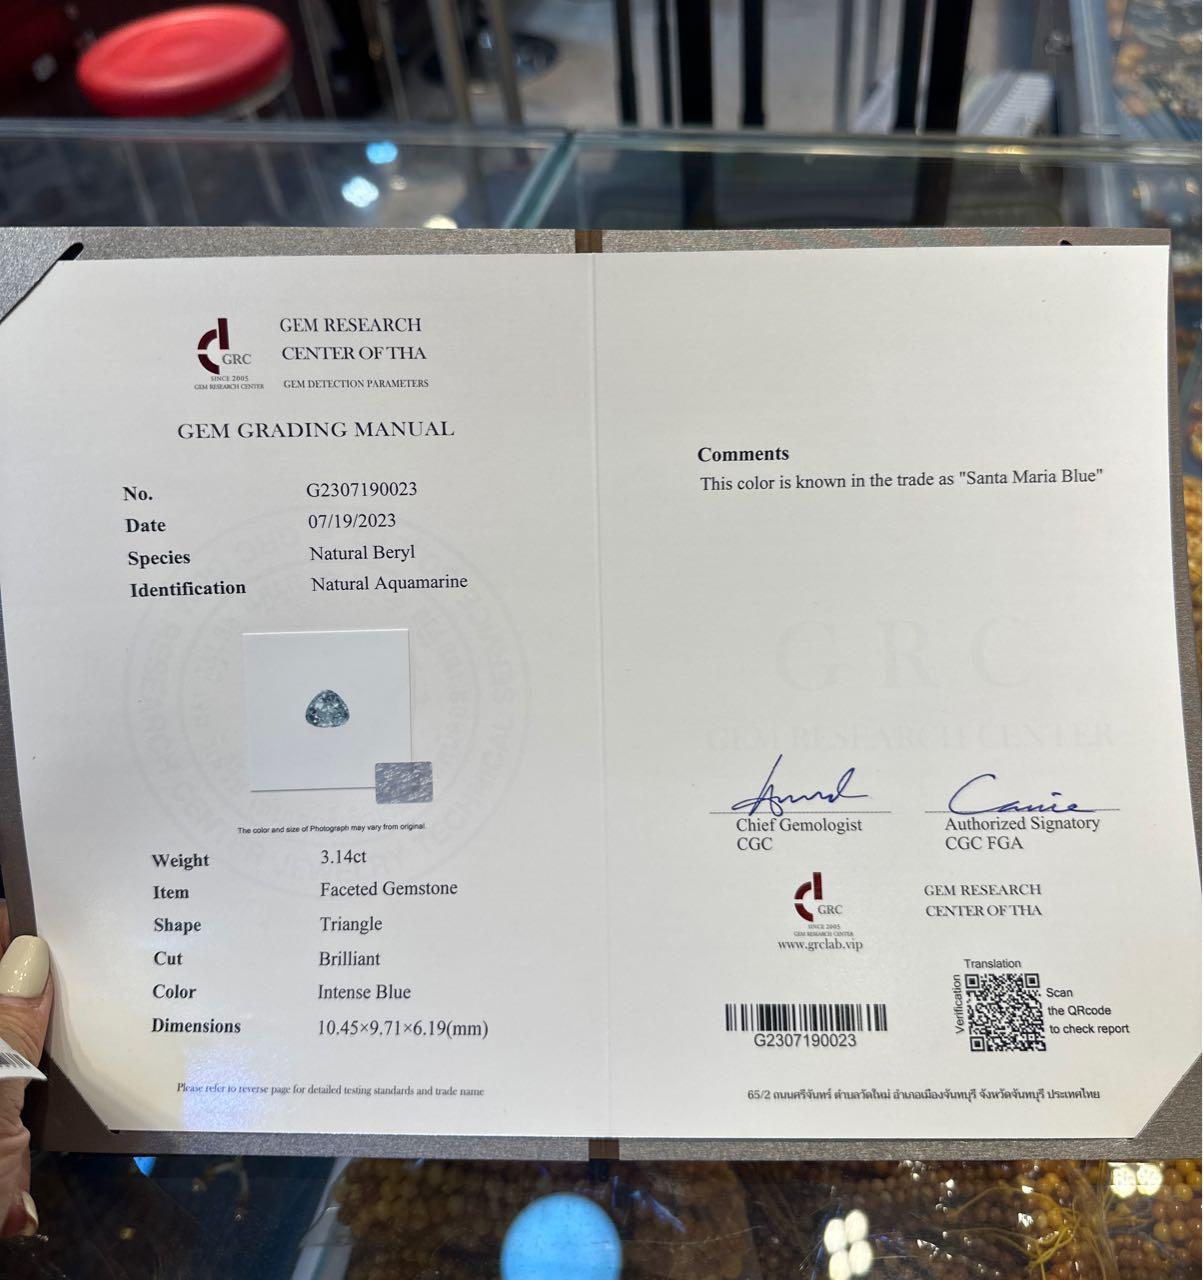 GRC
SINCE 2005
GEM RESEARCH CENTER
GEM RESEARCH
CENTER OF THA
GEM DETECTION PARAMETERS
GEM GRADING MANUAL
No. G2307190023
Date 07/19/2023
Species Natural Beryl
Identification Natural Aquamarine
The color and size of Photograph may vary from original.
Weight 3.14ct
Item Faceted Gemstone
Shape Triangle
Cut Brilliant
Color Intense Blue
Dimensions 10.45×9.71×6.19(mm)
Please refer to reverse page for detailed testing standards and trade name
Comments
This color is known in the trade as "Santa Maria Blue"
GRC
GEM RESEARCH CENTER
Chief Gemologist
CGC
Authorized Signatory
CGC FGA
GRC
SINCE 2005
GEM RESEARCH CENTER
www.grclab.vip
GEM RESEARCH
CENTER OF THA
G2307190023
Translation
Verification
Scan
the QRcode
to check report
65/2 ถนนศรีจันทร์ ตำบลวัดใหม่ อำเภอเมืองจันทบุรี จังหวัดจันทบุรี ประเทศไทย